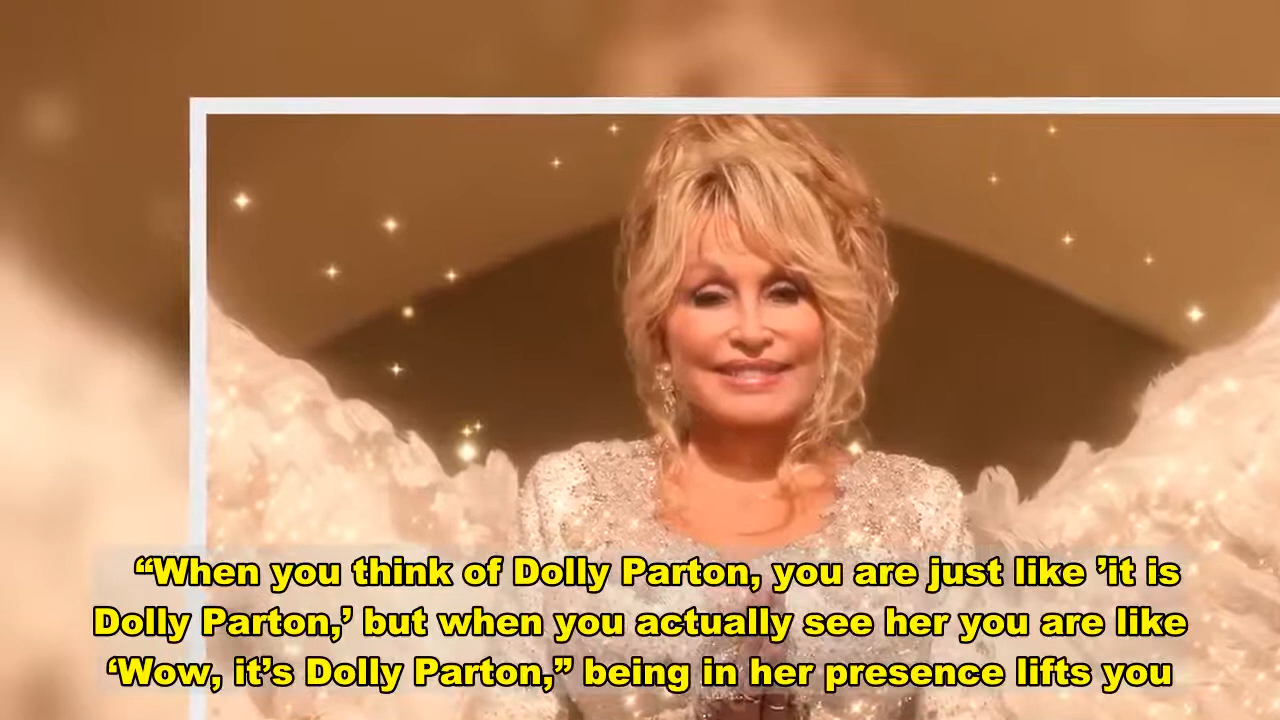 “When you think of Dolly Parton, you are just like ’it is
Dolly Parton,’ but when you actually see her you are like
‘Wow, it’s Dolly Parton,” being in her presence lifts you